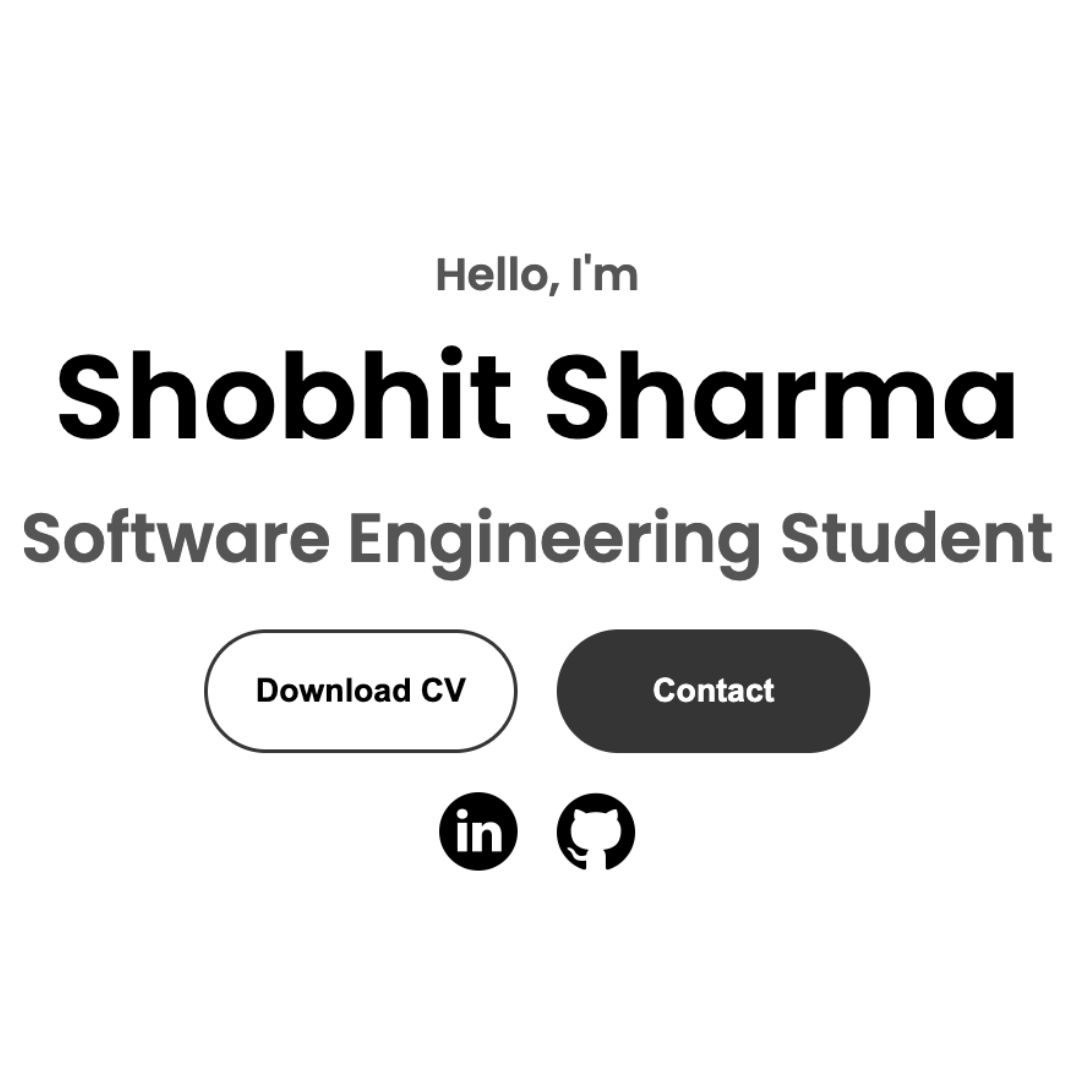 Hello, I'm
Shobhit Sharma
Software Engineering Student
Download CV
Contact
in